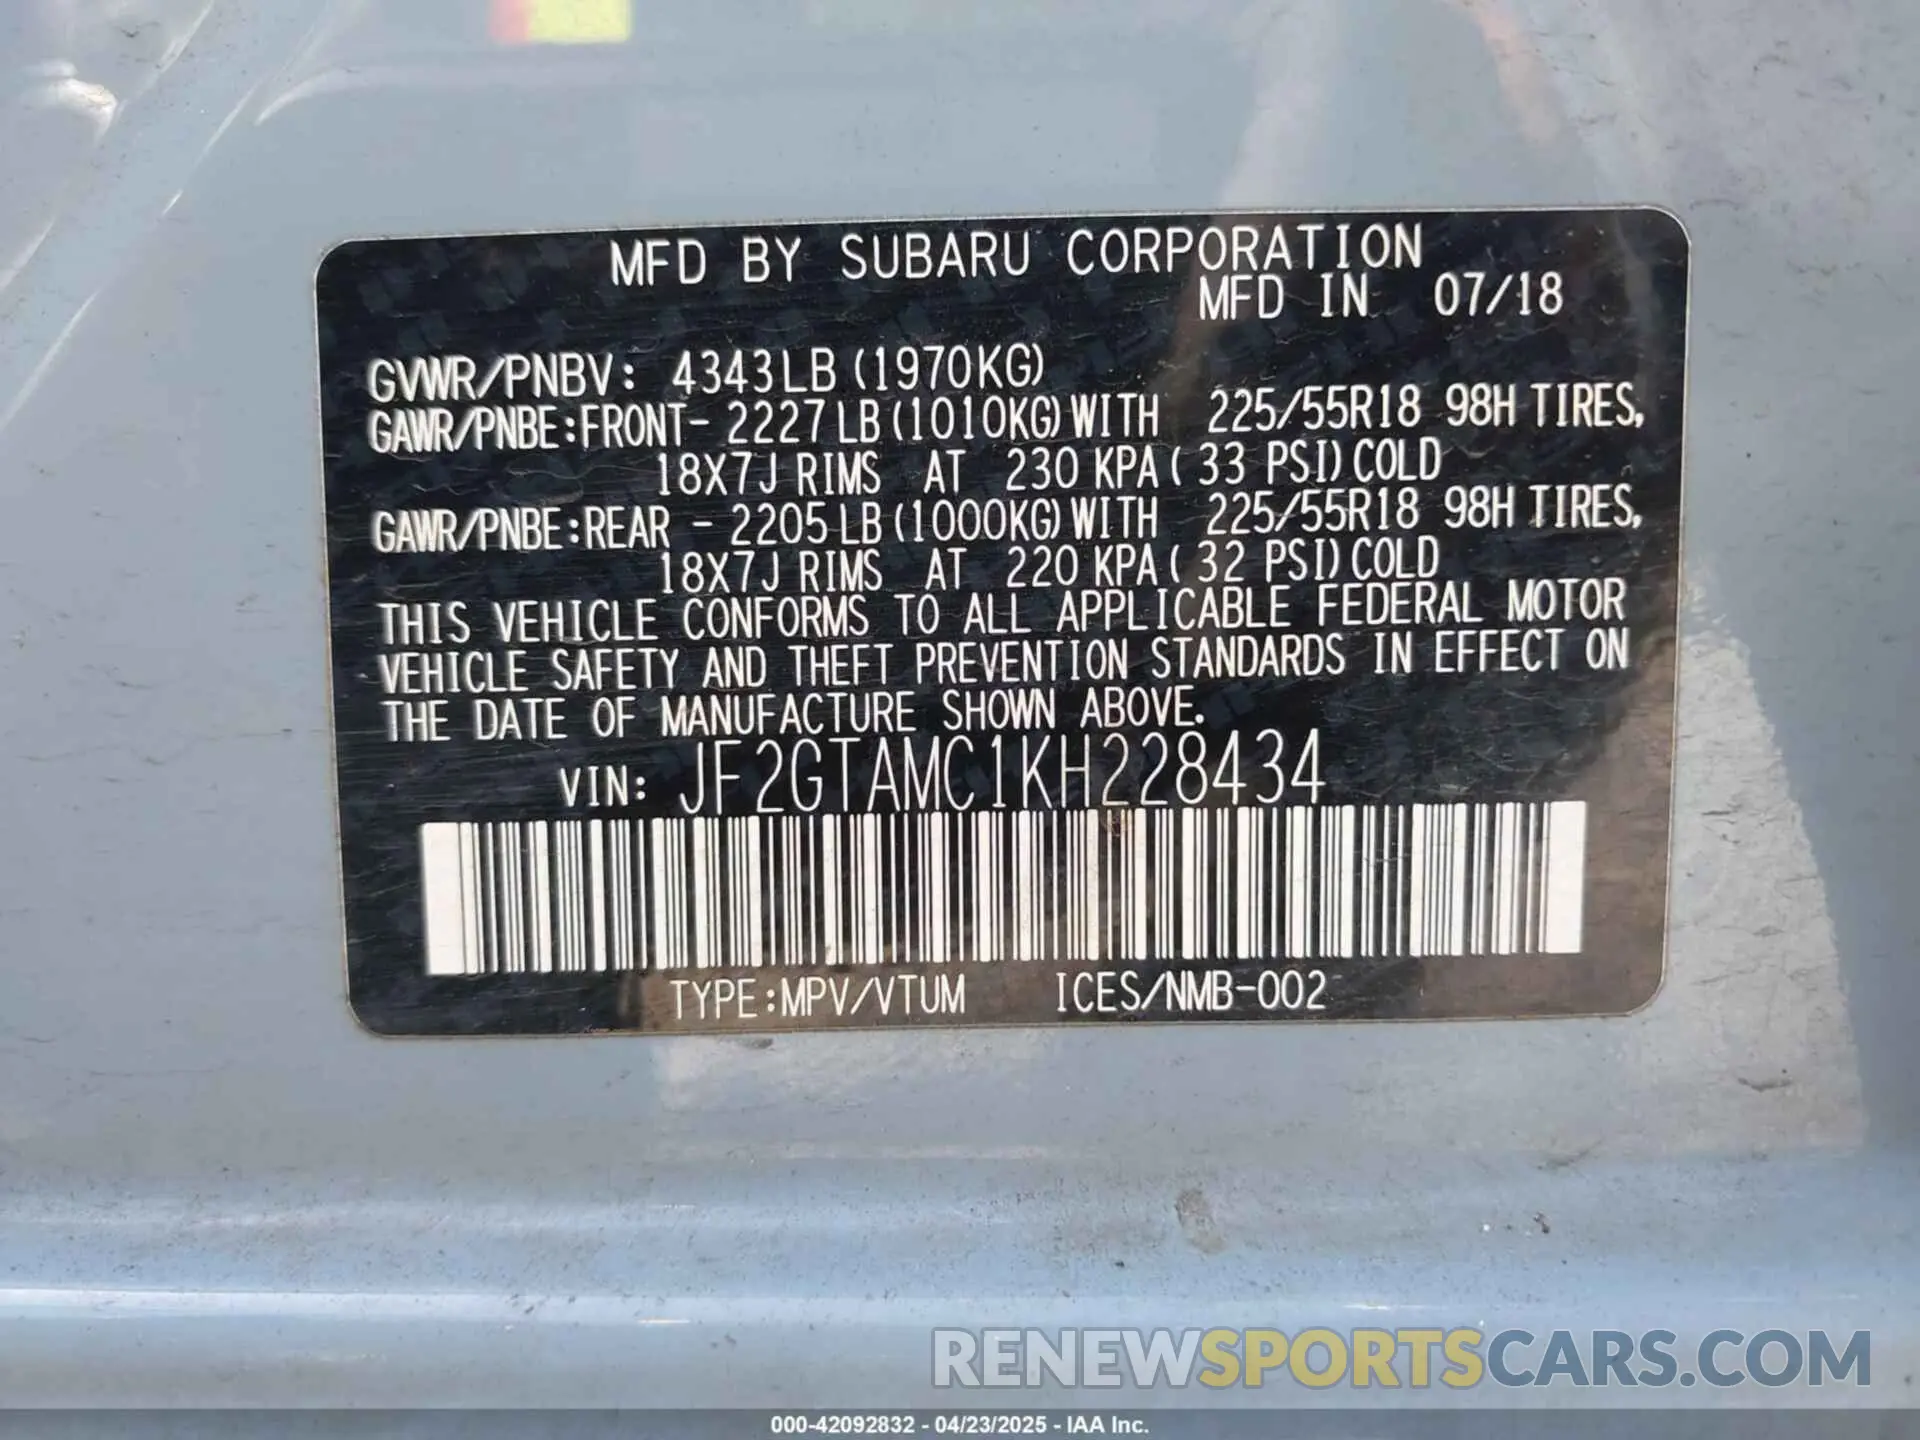 MFD BY SUBARU CORPORATION
MFD IN 07/18
GVWR/PNBV: 4343LB (1970KG)
GAWR/PNBE:FRONT- 2227LB(1010KG)WITH 225/55R18 98H TIRES,
18X7J RIMS AT 230 KPA( 33 PSI)COLD
GAWR/PNBE:REAR - 2205LB(1000KG)WITH 225/55R18 98H TIRES,
18X7J RIMS AT 220 KPA( 32 PSI)COLD
THIS VEHICLE CONFORMS TO ALL APPLICABLE FEDERAL MOTOR
VEHICLE SAFETY AND THEFT PREVENTION STANDARDS IN EFFECT ON
THE DATE OF MANUFACTURE SHOWN ABOVE.
VIN: JF2GTAMC1KH228434
TYPE:MPV/VTUM ICES/NMB-002
RENEWSPORTSCARS.COM
000-42092832 - 04/23/2025 - IAA Inc.